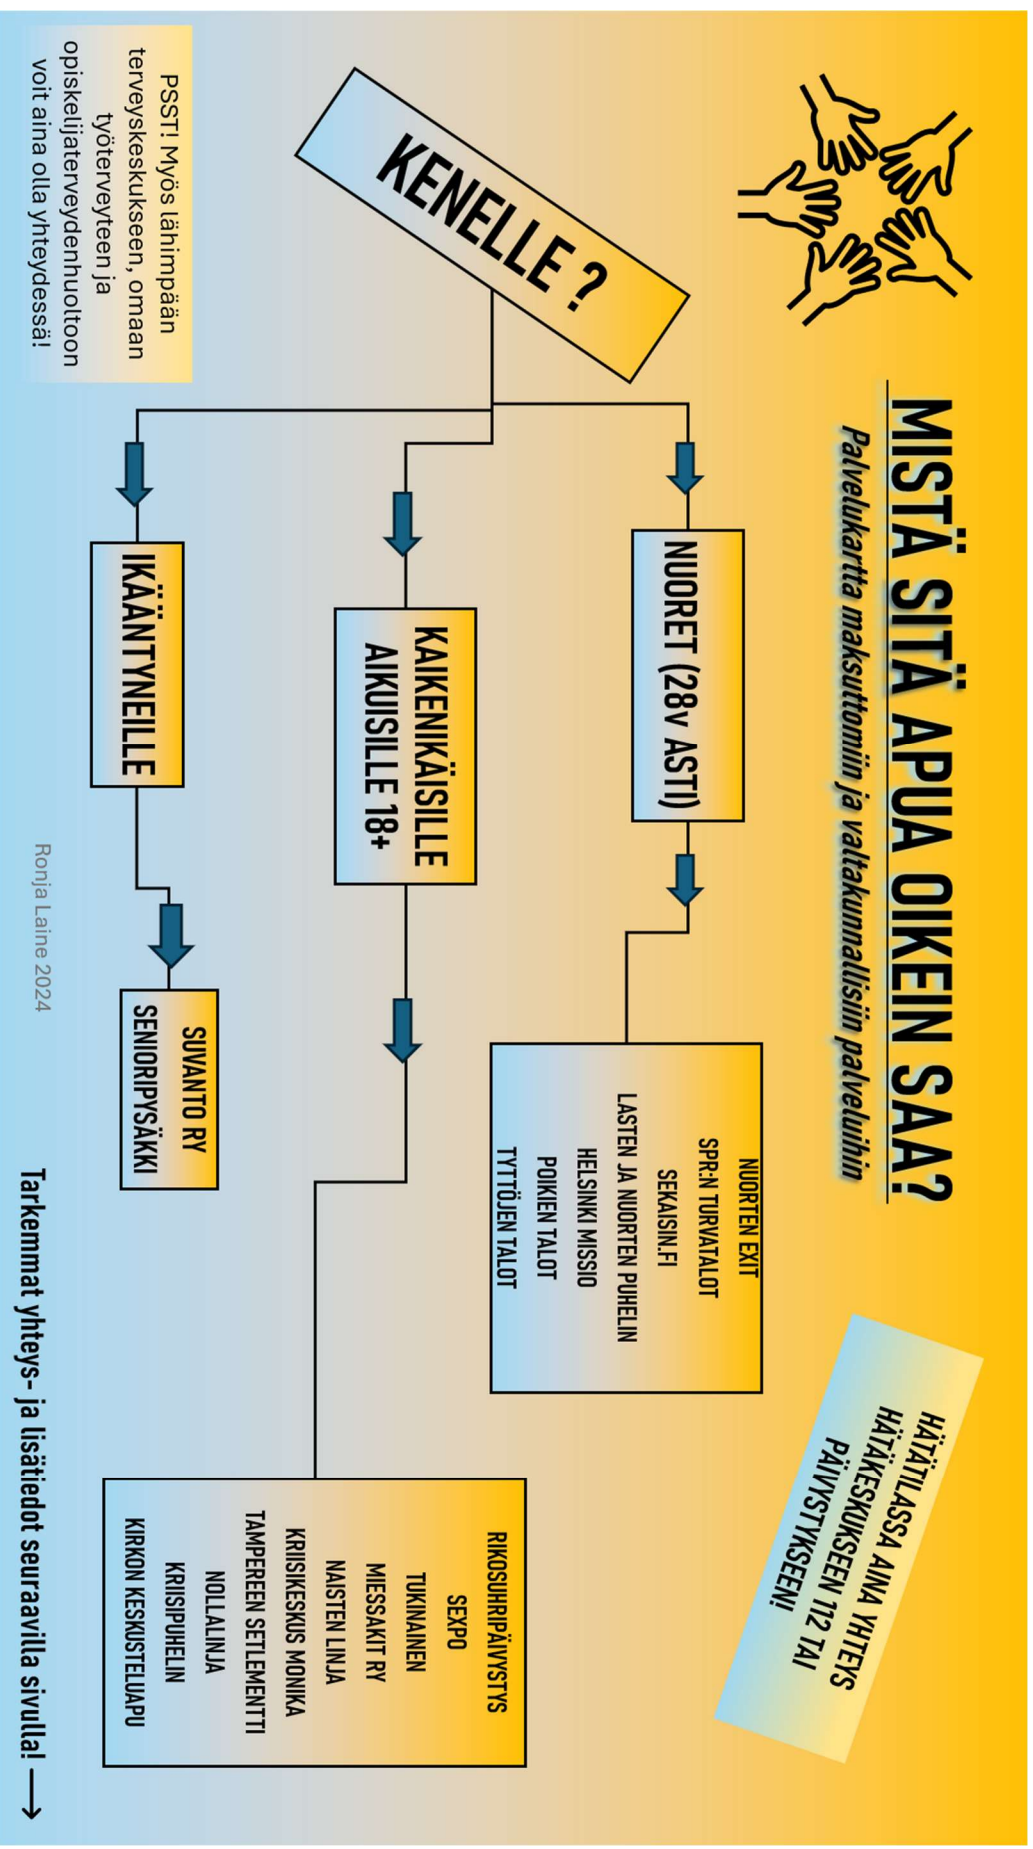 MISTÄ SITÄ APUA OIKEIN SAA?
Palvelukartta maksuttomiin ja valtakunnallisiin palveluihin
HÄTÄTILASSA AINA YHTEYS
HÄTÄKESKUKSEEN 112 TAI
PÄIVYSTYKSEEN!
KENELLE ?
NUORET (28v ASTI)
NUORTEN EXIT
SPR:N TURVATALOT
SEKAISIN.FI
LASTEN JA NUORTEN PUHELIN
HELSINKI MISSIO
POIKIEN TALOT
TYTTÖJEN TALOT
KAIKENIKÄISILLE
AIKUISILLE 18+
RIKOSUHRIPÄIVYSTYS
SEXPO
TUKINAINEN
MIESSAKIT RY
NAISTEN LINJA
KRIISIKESKUS MONIKA
TAMPEREEN SETLEMENTTI
NOLLALINJA
KRIISIPUHELIN
KIRKON KESKUSTELUAPU
IKÄÄNTYNEILLE
SUVANTO RY
SENIORIPYSÄKKI
PSST! Myös lähimpään
terveyskeskukseen, omaan
työterveyteen ja
opiskelijaterveydenhuoltoon
voit aina olla yhteydessä!
Ronja Laine 2024
Tarkemmat yhteys- ja lisätiedot seuraavilla sivulla!